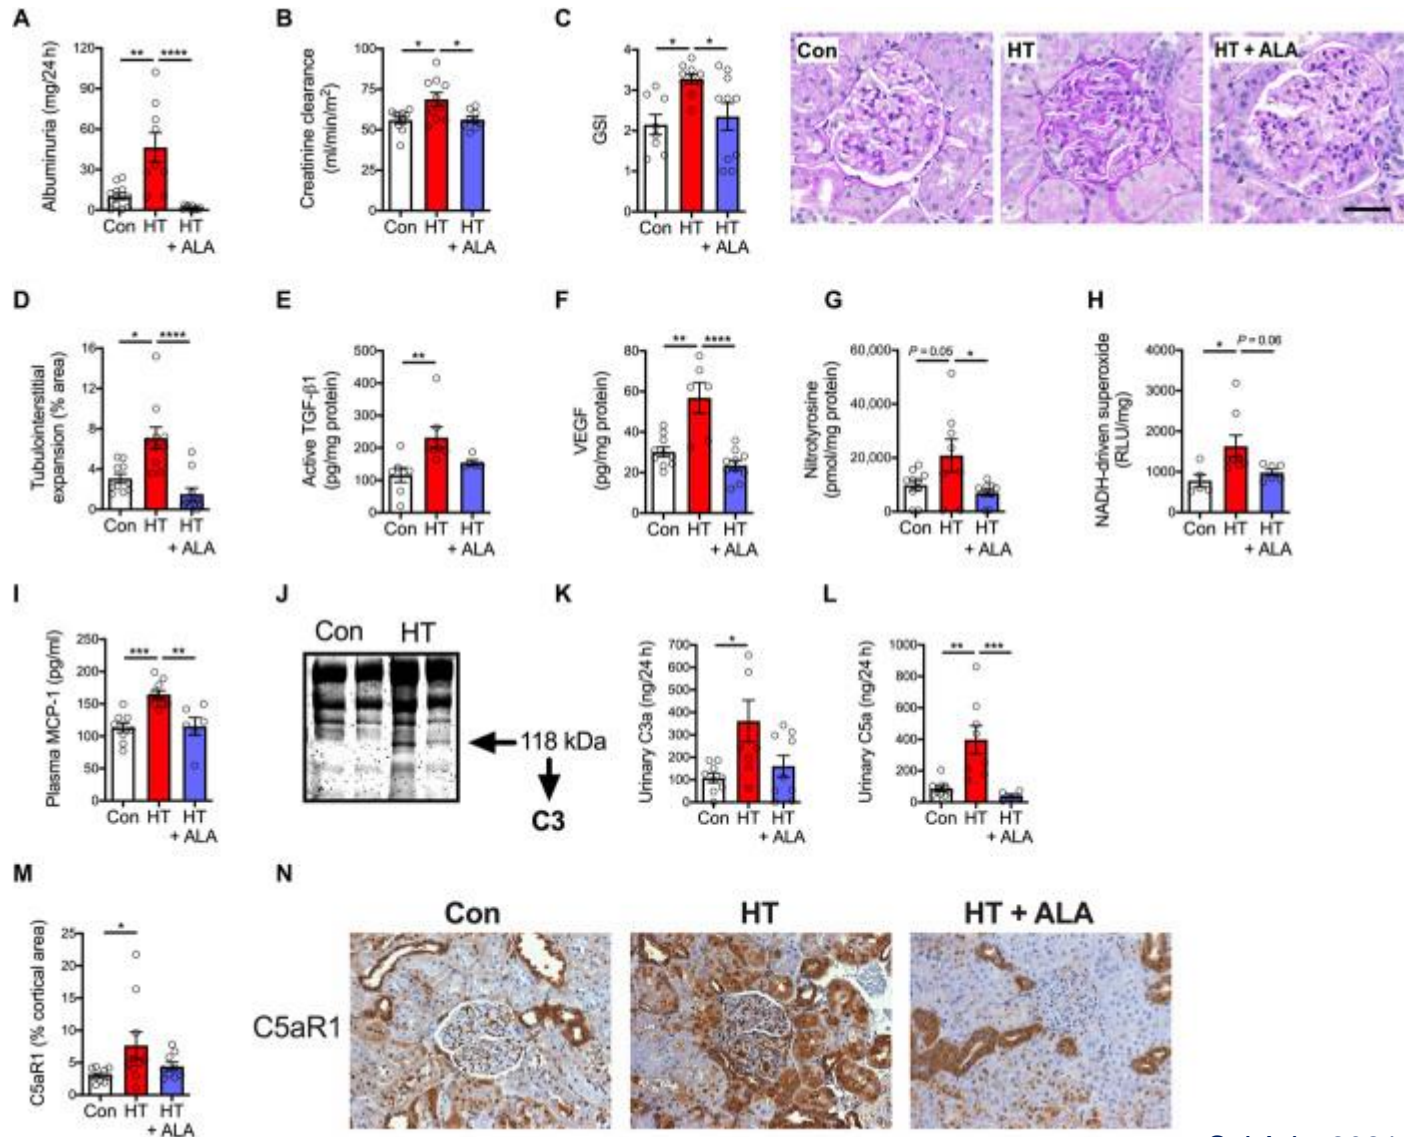 A
Albuminuria (mg/24 h)
120
90
60
30
0
** ****
Con HT HT
+ ALA
B
Creatinine clearance
(ml/min/m²)
100
75
50
25
0
* *
Con HT HT
+ ALA
C
GSI
4
3
2
1
0
* *
Con HT HT
+ ALA
Con
HT
HT + ALA
D
Tubulointerstitial
expansion (% area)
16
12
8
4
0
* ****
Con HT HT
+ ALA
E
Active TGF-β1
(pg/mg protein)
500
400
300
200
100
0
**
Con HT HT
+ ALA
F
VEGF
(pg/mg protein)
80
60
40
20
0
** ****
Con HT HT
+ ALA
G
Nitrotyrosine
(pmol/mg protein)
60,000
40,000
20,000
0
P = 0.05 *
Con HT HT
+ ALA
H
NADH-driven superoxide
(RLU/mg)
4000
3000
2000
1000
0
* P = 0.06
Con HT HT
+ ALA
I
Plasma MCP-1 (pg/ml)
250
200
150
100
50
0
*** **
Con HT HT
+ ALA
J
Con HT
118 kDa
C3
K
Urinary C3a (ng/24 h)
700
600
500
400
300
200
100
0
*
Con HT HT
+ ALA
L
Urinary C5a (ng/24 h)
1000
800
600
400
200
0
** ***
Con HT HT
+ ALA
M
C5aR1 (% cortical area)
25
20
15
10
5
0
*
Con HT HT
+ ALA
N
Con HT HT + ALA
C5aR1